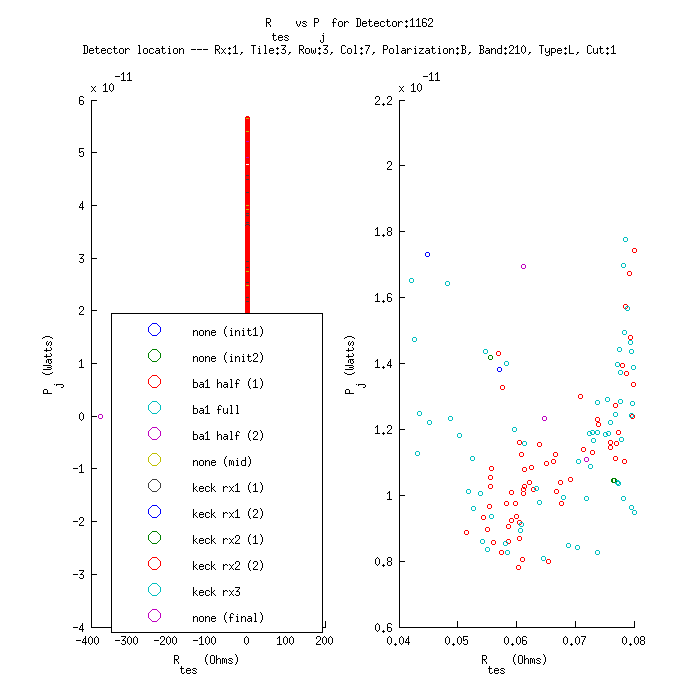 R    vs P  for Detector:1162
tes     j
Detector location --- Rx:1, Tile:3, Row:3, Col:7, Polarization:B, Band:210, Type:L, Cut:1
x 10^-11
6
5
4
3
2
1
0
-1
-2
-3
-4
-400 -300 -200 -100 0 100 200
P_j (Watts)
R_tes (Ohms)
none (init1)
none (init2)
ba1 half (1)
ba1 full
ba1 half (2)
none (mid)
keck rx1 (1)
keck rx1 (2)
keck rx2 (1)
keck rx2 (2)
keck rx3
none (final)
x 10^-11
2.2
2
1.8
1.6
1.4
1.2
1
0.8
0.6
0.04 0.05 0.06 0.07 0.08
P_j (Watts)
R_tes (Ohms)